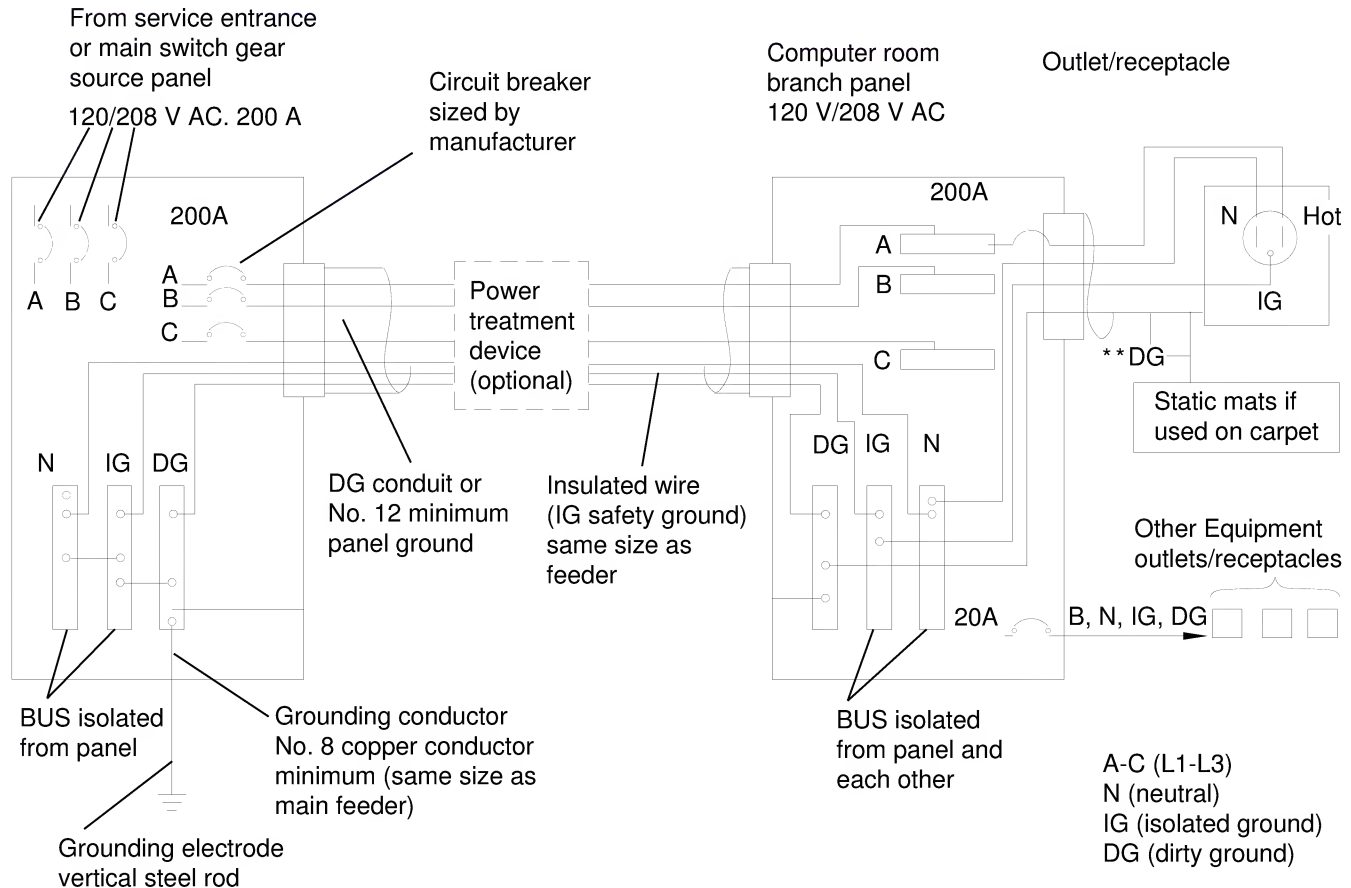 From service entrance
or main switch gear
source panel
120/208 V AC. 200 A
Circuit breaker
sized by
manufacturer
Computer room
branch panel
120 V/208 V AC
Outlet/receptacle
200A
A B C
A
B
C
N IG DG
Power
treatment
device
(optional)
200A
A
B
C
DG IG N
N Hot
IG
**DG
Static mats if
used on carpet
DG conduit or
No. 12 minimum
panel ground
Insulated wire
(IG safety ground)
same size as
feeder
Other Equipment
outlets/receptacles
20A
B, N, IG, DG
BUS isolated
from panel
Grounding conductor
No. 8 copper conductor
minimum (same size as
main feeder)
Grounding electrode
vertical steel rod
BUS isolated
from panel and
each other
A-C (L1-L3)
N (neutral)
IG (isolated ground)
DG (dirty ground)